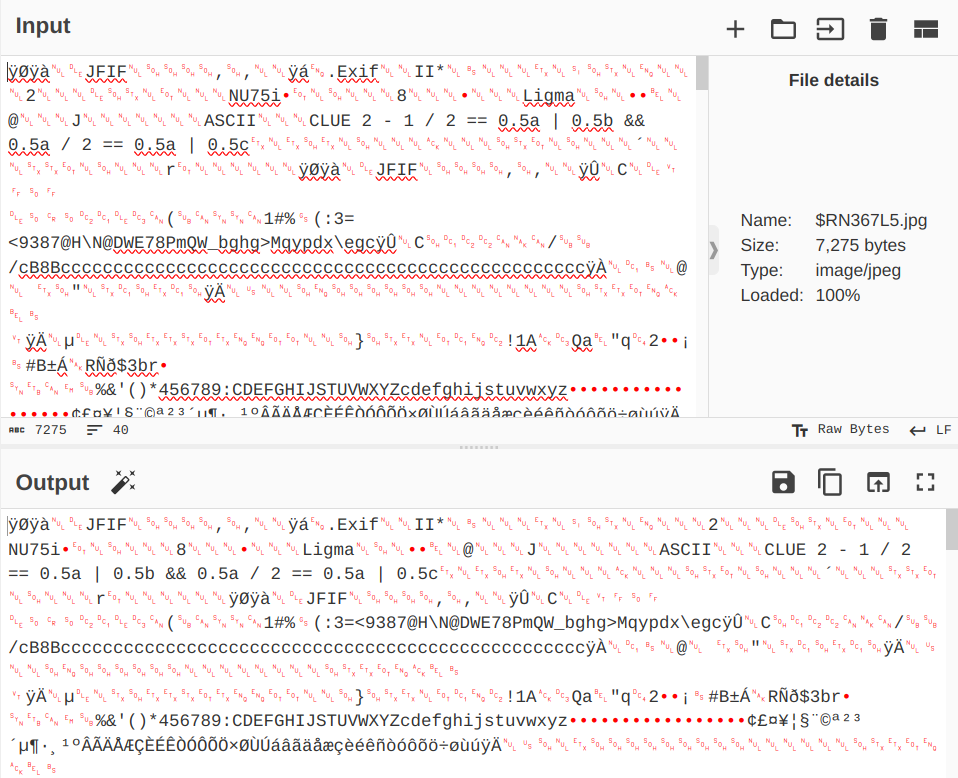 Input
File details
Name: $RN367L5.jpg
Size: 7,275 bytes
Type: image/jpeg
Loaded: 100%
ÿØÿà JFIF , , ÿá .Exif II*
2 NU75i• 8 • Ligma ••
@ J ASCII CLUE 2 - 1 / 2 == 0.5a | 0.5b &&
0.5a / 2 == 0.5a | 0.5c ´
r ÿØÿà JFIF , , ÿÛ C
( 1#% (:3=
<9387@H\N@DWE78PmQW_bghg>Mqypdx\egcÿÛ C /
/cB8BccccccccccccccccccccccccccccccccccccccccccccccccccÿÀ @
" ÿÄ
ÿÄ µ } !1A Qa "q 2••¡
#B±Á RÑð$3br•
%&'()*456789:CDEFGHIJSTUVWXYZcdefghijstuvwxyz•••••••••••
••••••¢£¤¥¦§¨©ª²³´µ¶·¸¹ºÂÃÄÅÆÇÈÉÊÒÓÔÕÖ×ØÙÚáâãäåæçèéêñòóôõö÷øùúÿÄ
ABC 7275 40 Raw Bytes LF
Output
ÿØÿà JFIF , , ÿá .Exif II* 2
NU75i• 8 • Ligma •• @ J ASCII CLUE 2 - 1 / 2
== 0.5a | 0.5b && 0.5a / 2 == 0.5a | 0.5c ´
r ÿØÿà JFIF , , ÿÛ C
( 1#% (:3=<9387@H\N@DWE78PmQW_bghg>Mqypdx\egcÿÛ C /
/cB8BccccccccccccccccccccccccccccccccccccccccccccccccccÿÀ @ " ÿÄ
ÿÄ µ } !1A Qa "q 2••¡ #B±Á RÑð$3br•
%&'()*456789:CDEFGHIJSTUVWXYZcdefghijstuvwxyz•••••••••••••••••¢£¤¥¦§¨©ª²³
´µ¶·¸¹ºÂÃÄÅÆÇÈÉÊÒÓÔÕÖ×ØÙÚáâãäåæçèéêñòóôõö÷øùúÿÄ